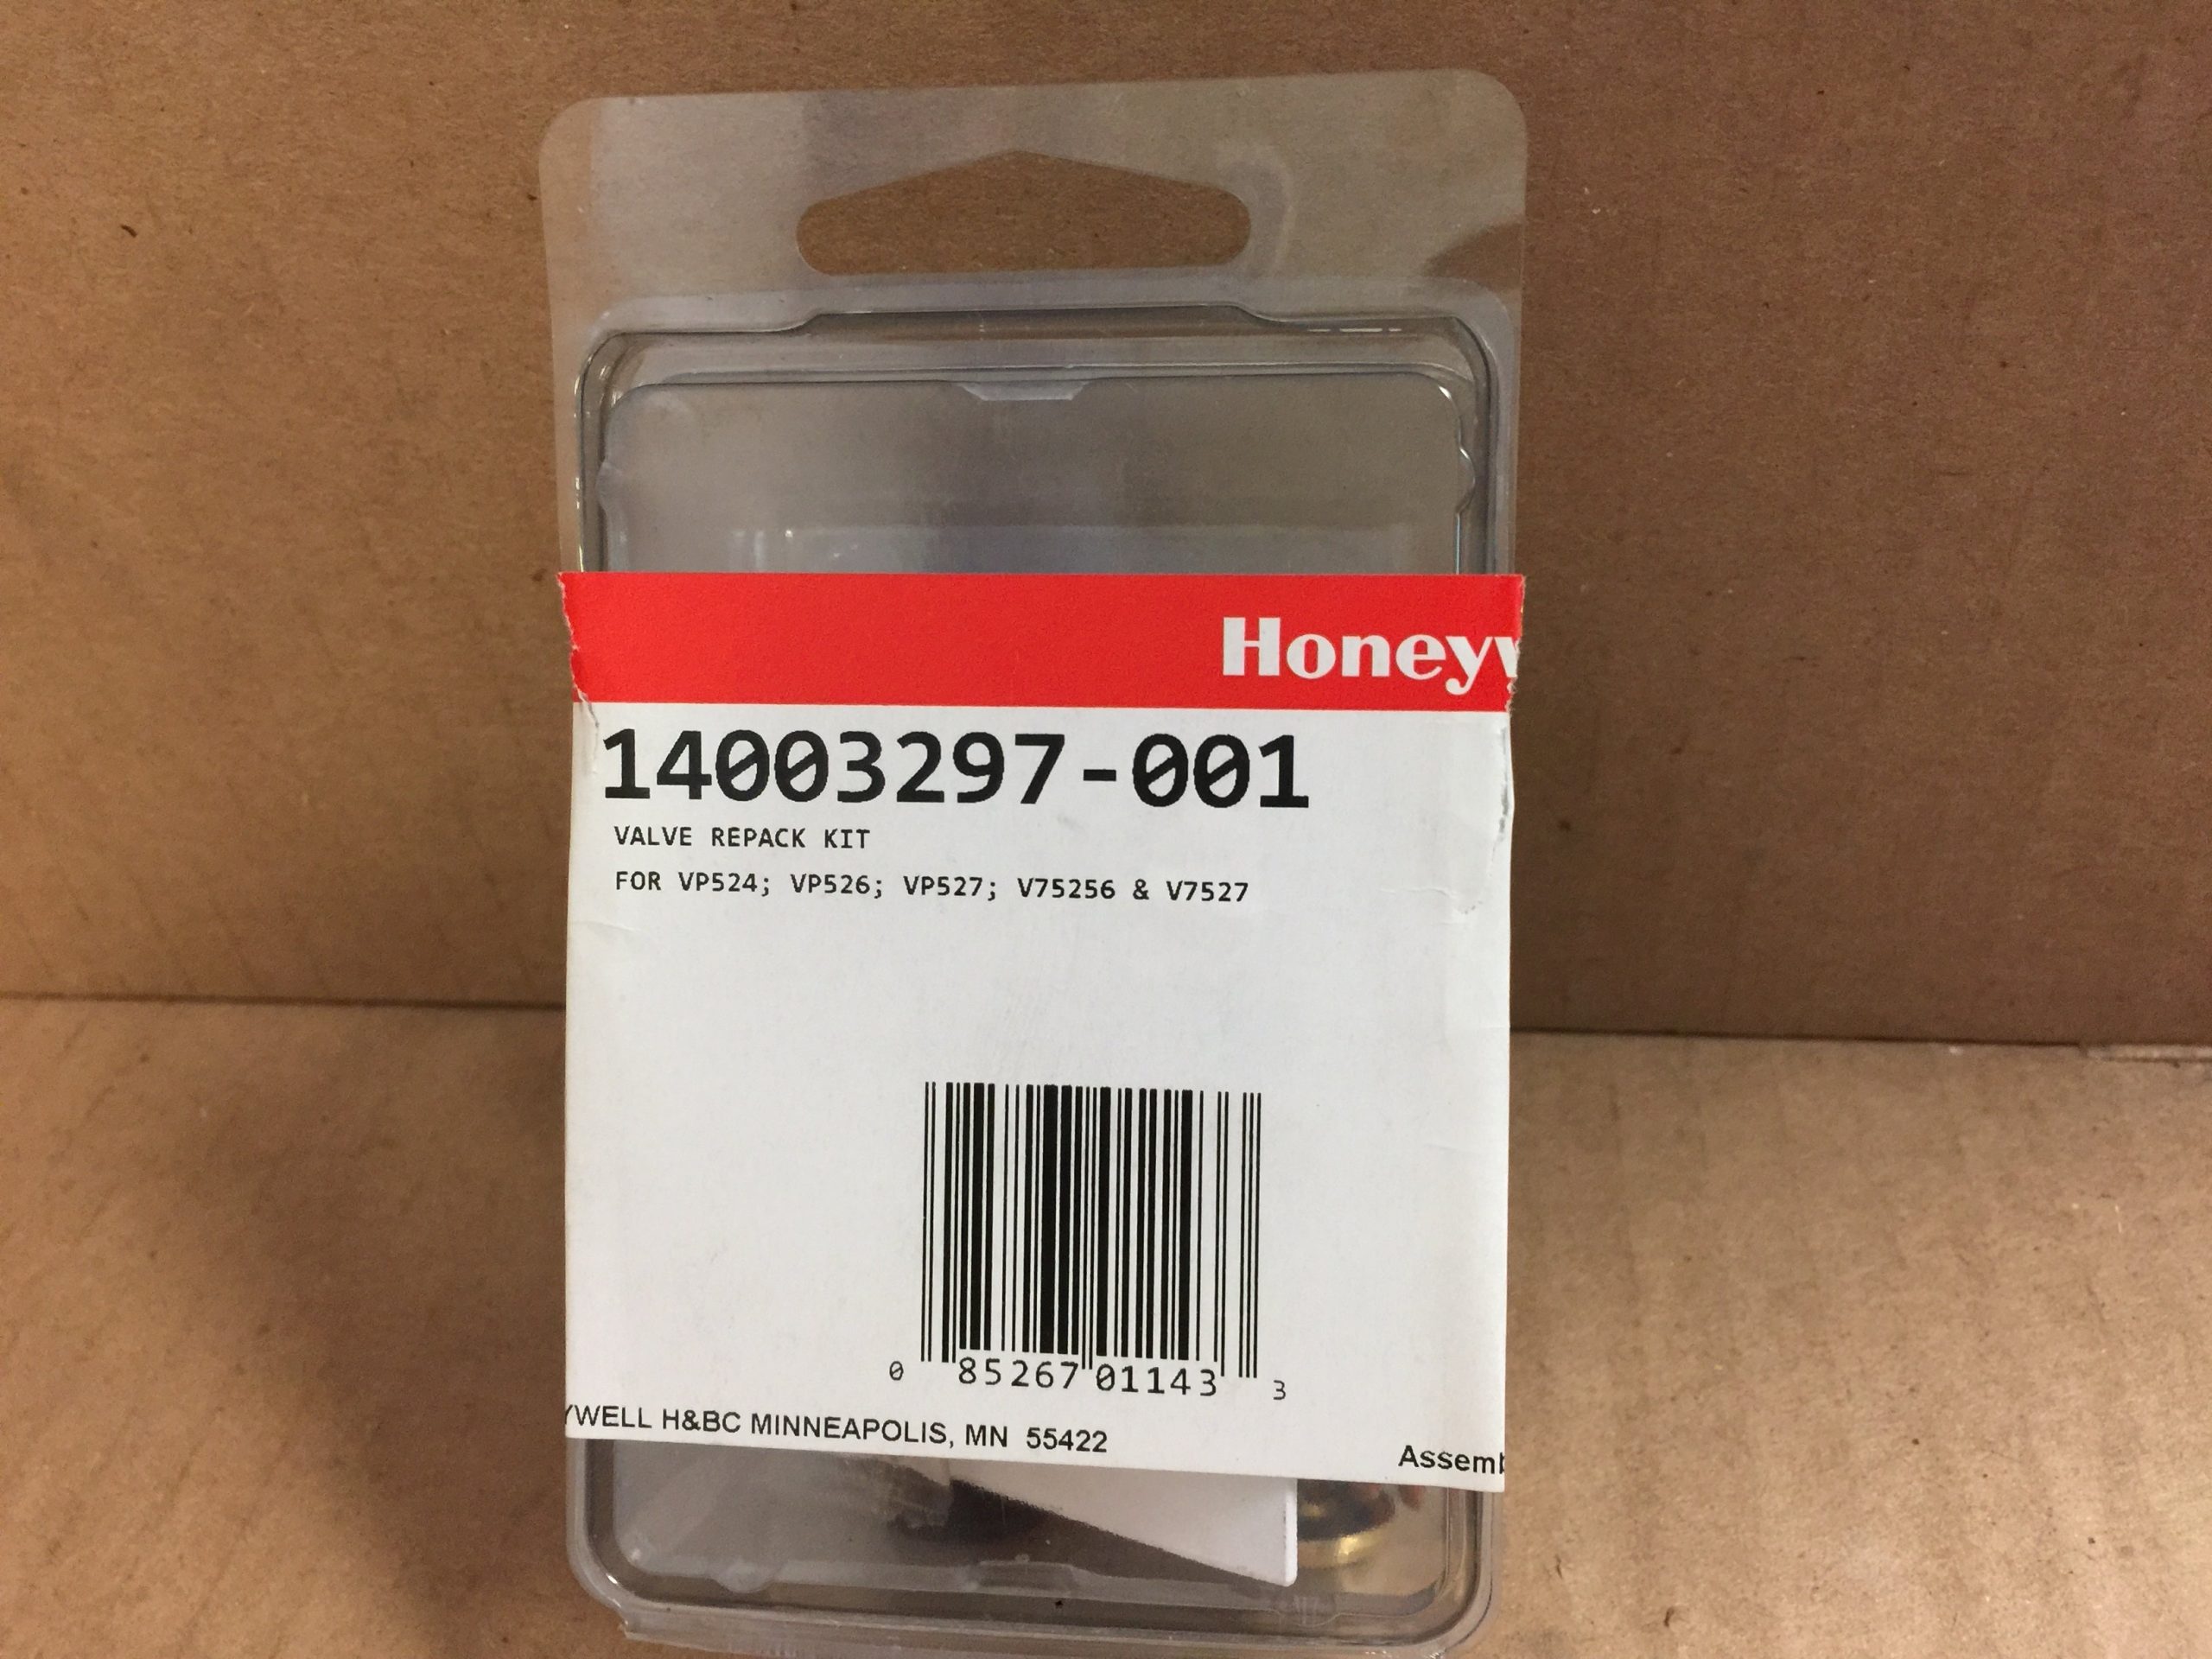 Honeyw
14003297-001
VALVE REPACK KIT
FOR VP524; VP526; VP527; V75256 & V7527
0 85267 01143 3
YWELL H&BC MINNEAPOLIS, MN 55422
Assemb